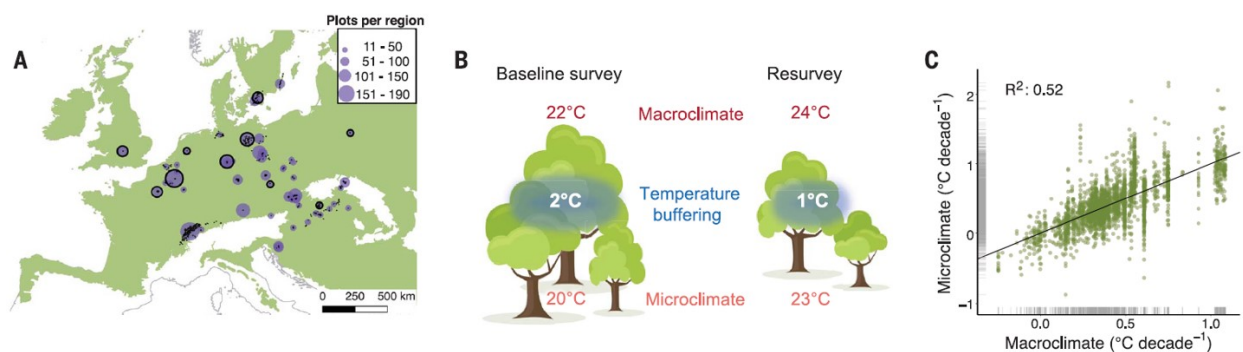 A
Plots per region
11 - 50
51 - 100
101 - 150
151 - 190
0
250
500 km
B
Baseline survey
Resurvey
22°C
Macroclimate
24°C
2°C
Temperature
buffering
1°C
20°C
Microclimate
23°C
C
R²: 0.52
Microclimate (°C decade⁻¹)
2
1
0
−1
0.0
0.5
1.0
Macroclimate (°C decade⁻¹)